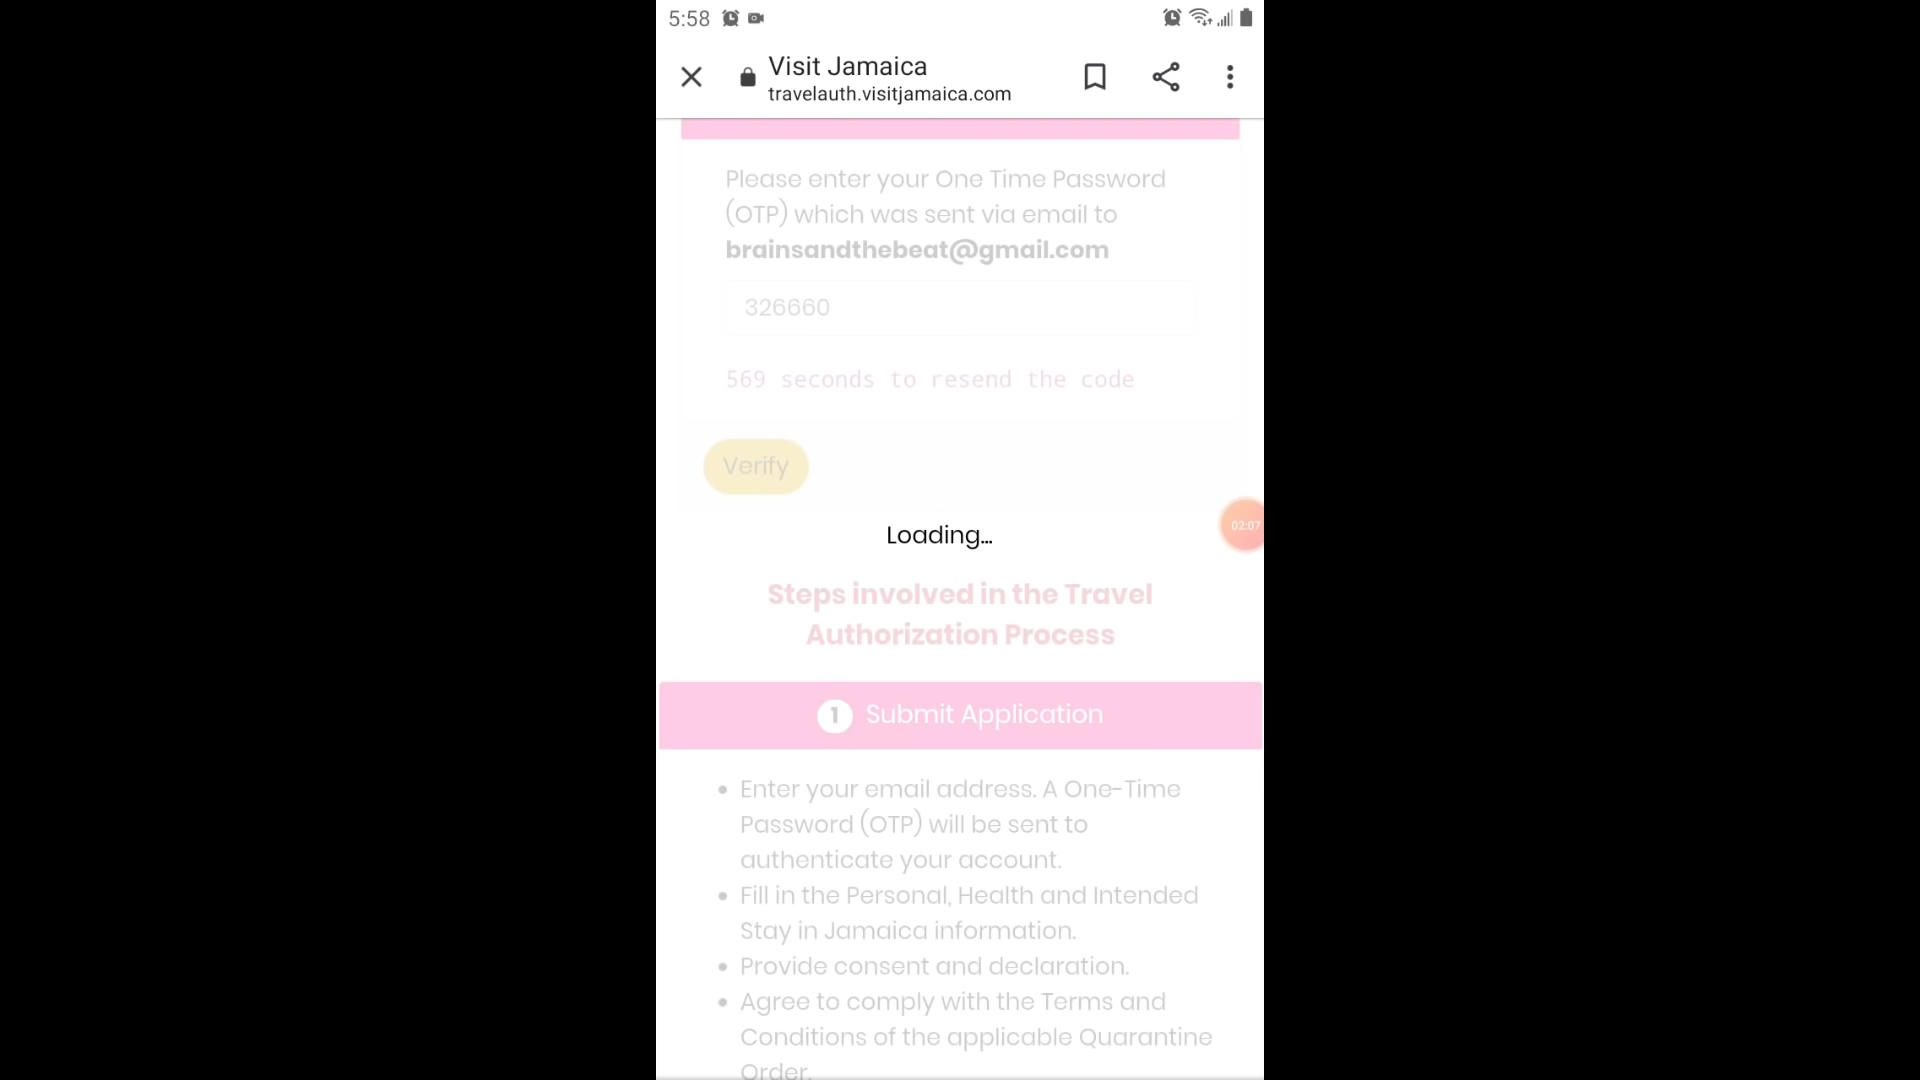 5:58
Visit Jamaica
travelauth.visitjamaica.com
Please enter your One Time Password
(OTP) which was sent via email to
brainsandthebeat@gmail.com
326660
569 seconds to resend the code
Verify
02:07
Loading...
Steps involved in the Travel
Authorization Process
1 Submit Application
• Enter your email address. A One-Time
Password (OTP) will be sent to
authenticate your account.
• Fill in the Personal, Health and Intended
Stay in Jamaica information.
• Provide consent and declaration.
• Agree to comply with the Terms and
Conditions of the applicable Quarantine
Order.